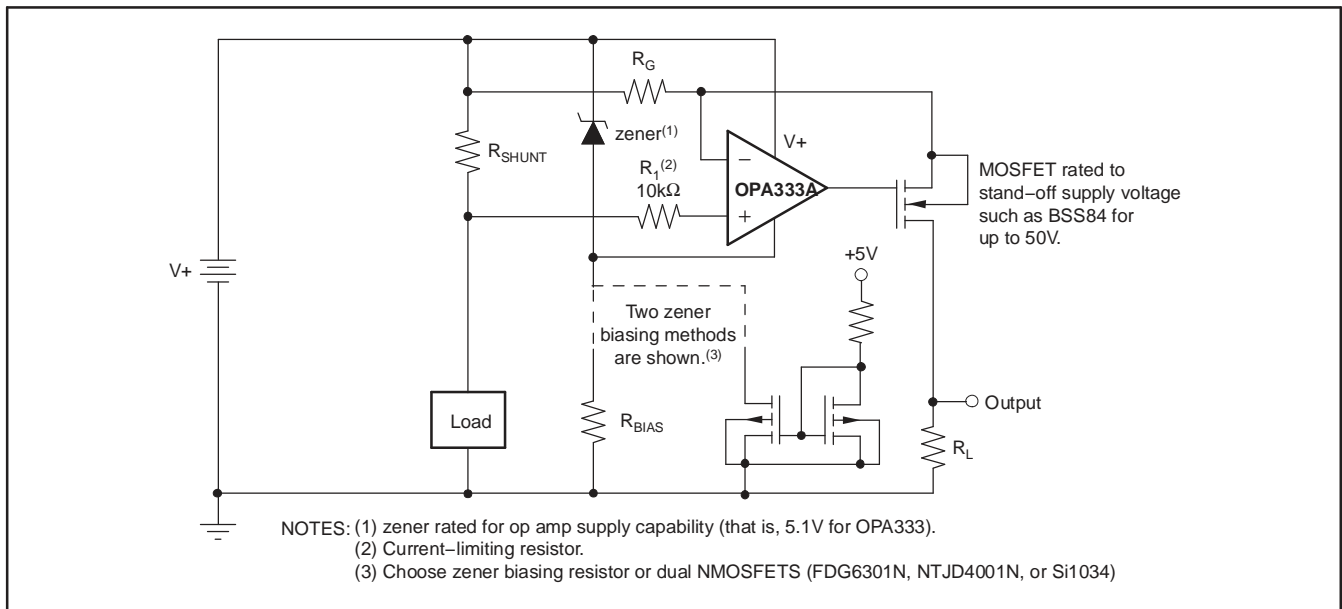 R_G
zener(1)
V+
R_SHUNT
R_1(2)
10kΩ
−
OPA333A
+
MOSFET rated to
stand−off supply voltage
such as BSS84 for
up to 50V.
+5V
V+
Two zener
biasing methods
are shown.(3)
Load
R_BIAS
Output
R_L
NOTES: (1) zener rated for op amp supply capability (that is, 5.1V for OPA333).
(2) Current−limiting resistor.
(3) Choose zener biasing resistor or dual NMOSFETS (FDG6301N, NTJD4001N, or Si1034)